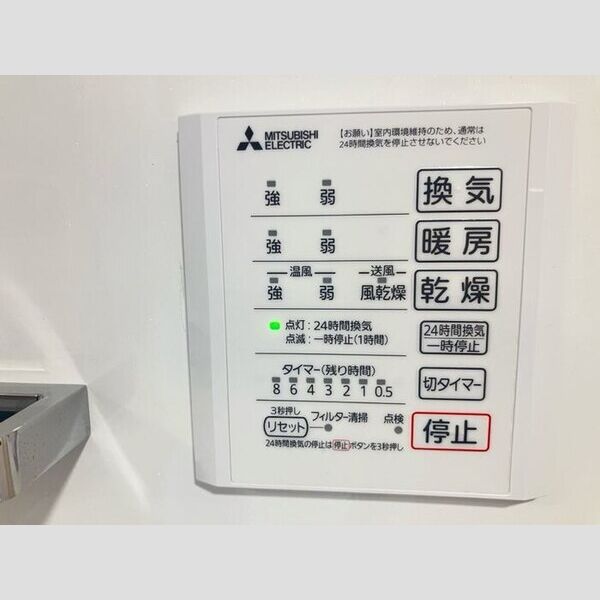 MITSUBISHI
ELECTRIC
【お願い】室内環境維持のため、通常は
24時間換気を停止させないでください
強 弱 換気
強 弱 暖房
温風 送風
強 弱 風乾燥 乾燥
点灯:24時間換気
点滅:一時停止(1時間)
24時間換気
一時停止
タイマー(残り時間)
8 6 4 3 2 1 0.5
切タイマー
3秒押し
リセット フィルター清掃 点検
停止
24時間換気の停止は停止ボタンを3秒押し